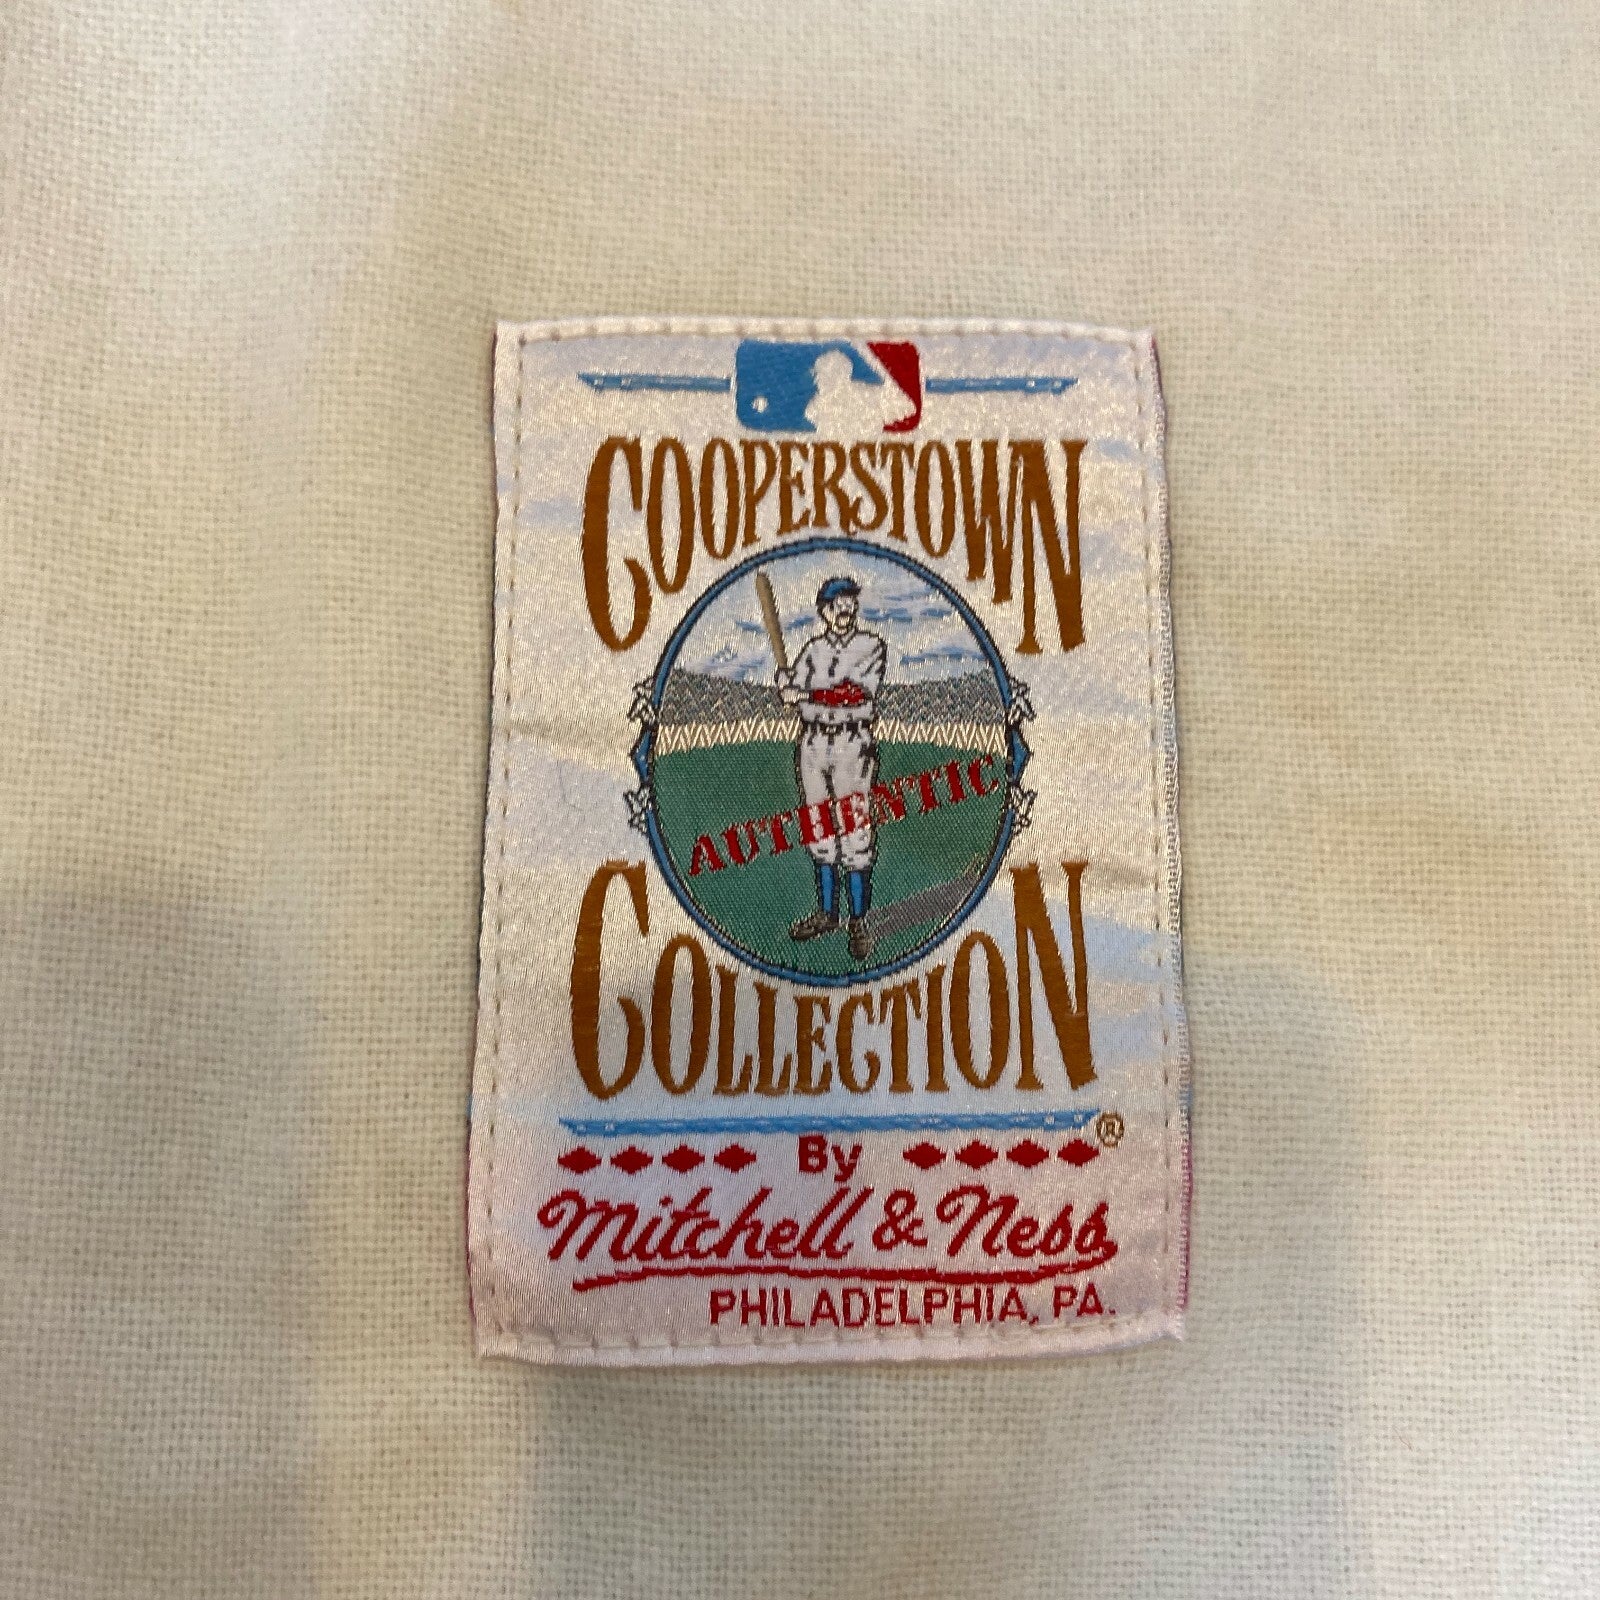 COOPERSTOWN
AUTHENTIC
COLLECTION
®
By
Mitchell & Ness
PHILADELPHIA, PA.